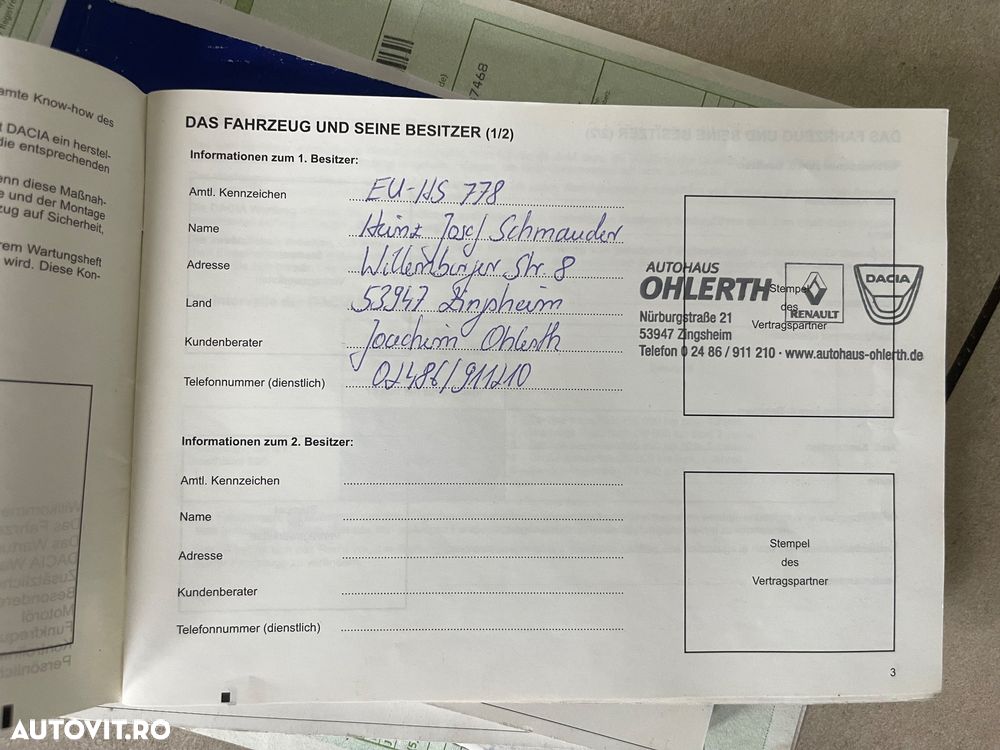 amte Know-how des
t DACIA ein herstel-
die entsprechenden
enn diese Maßnah-
e und der Montage
zug auf Sicherheit,
rem Wartungsheft
wird. Diese Kon-
7468
DAS FAHRZEUG UND SEINE BESITZER (1/2)
Informationen zum 1. Besitzer:
Amtl. Kennzeichen EU-HS 778
Name Heinz Josef Schmauder
Adresse Str. 8
Land 53947 Zingsheim
Kundenberater Joachim Ohlerth
Telefonnummer (dienstlich) 02486/911210
Stempel
des
Vertragspartner
AUTOHAUS
OHLERTH
RENAULT
DACIA
Nürburgstraße 21
53947 Zingsheim
Telefon 0 24 86 / 911 210 · www.autohaus-ohlerth.de
Informationen zum 2. Besitzer:
Amtl. Kennzeichen
Name
Adresse
Kundenberater
Telefonnummer (dienstlich)
Stempel
des
Vertragspartner
3
AUTOVIT.RO